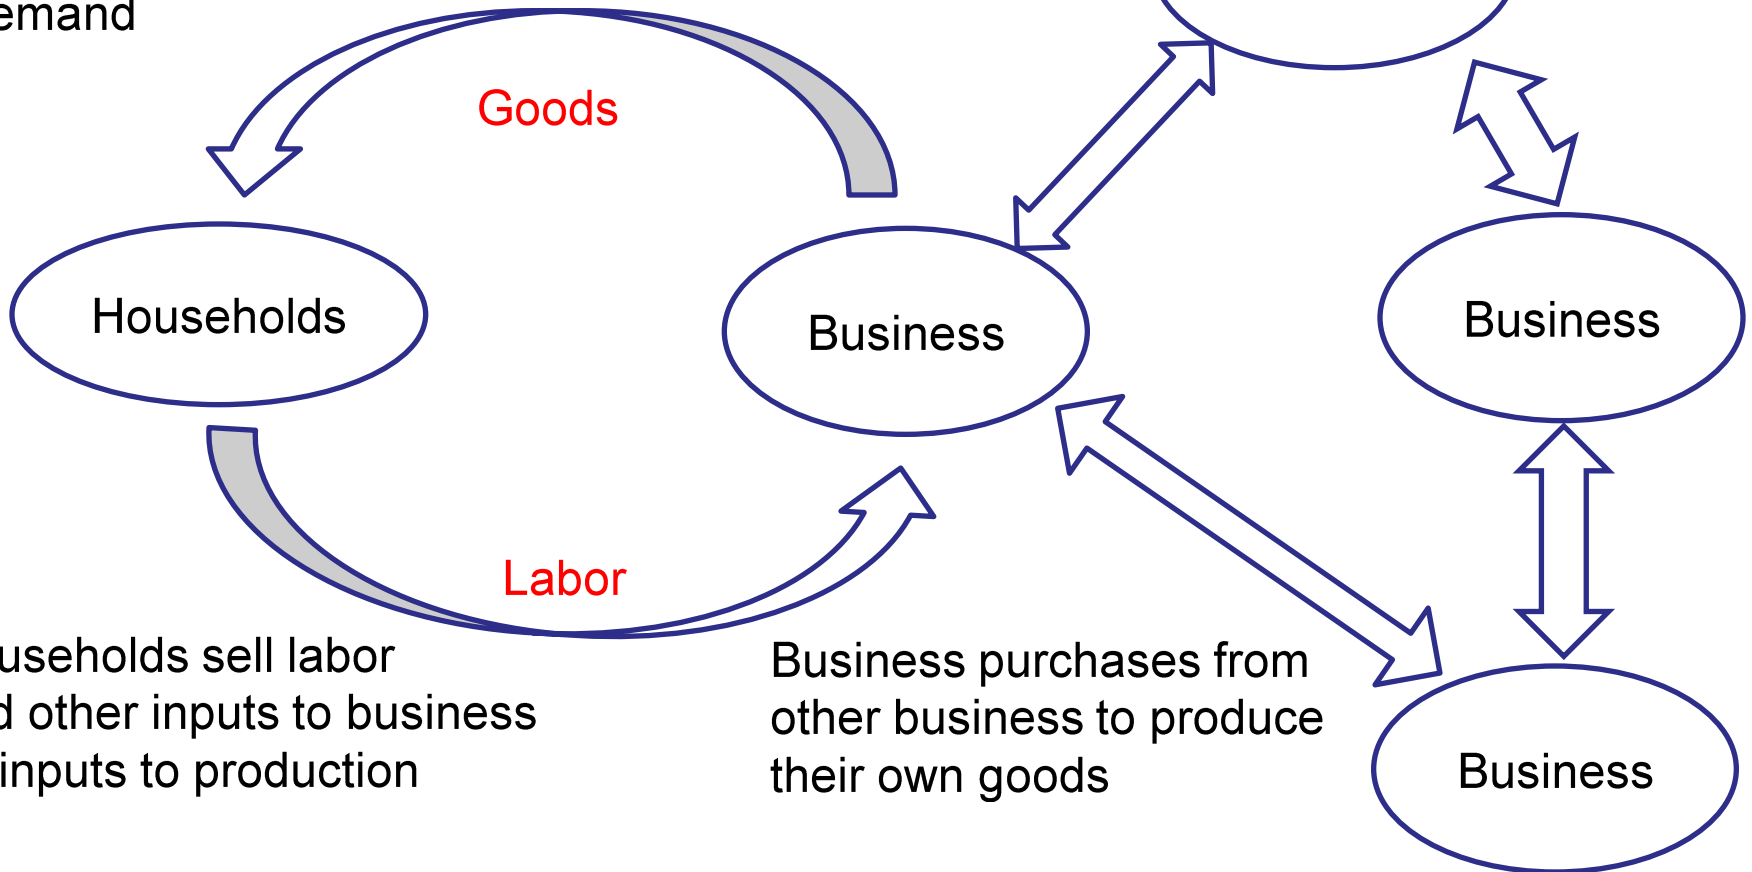 emand
Goods
Households
Business
Business
Labor
useholds sell labor
d other inputs to business
inputs to production
Business purchases from
other business to produce
their own goods
Business